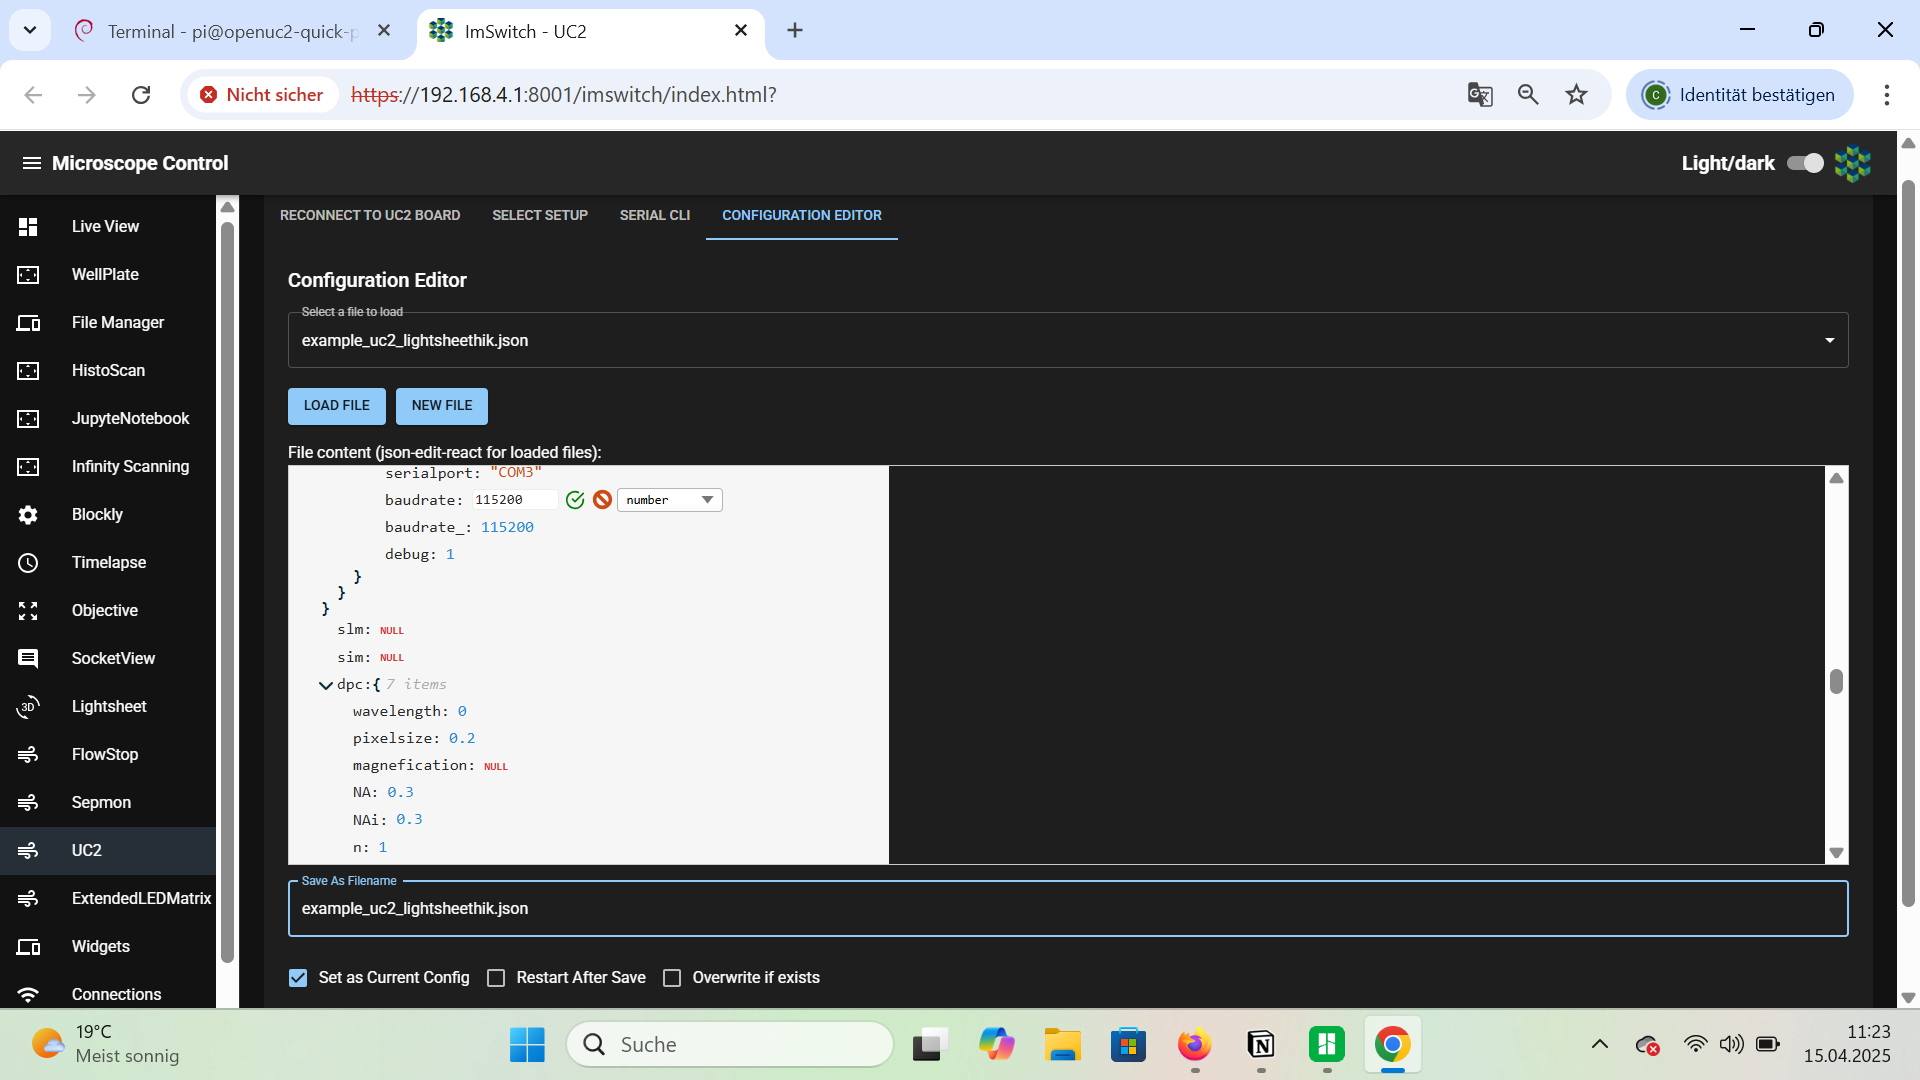 Terminal - pi@openuc2-quick-p
ImSwitch - UC2
Nicht sicher
https://192.168.4.1:8001/imswitch/index.html?
C
Identität bestätigen
Microscope Control
Light/dark
Live View
WellPlate
File Manager
HistoScan
JupyteNotebook
Infinity Scanning
Blockly
Timelapse
Objective
SocketView
3D
Lightsheet
FlowStop
Sepmon
UC2
ExtendedLEDMatrix
Widgets
Connections
RECONNECT TO UC2 BOARD
SELECT SETUP
SERIAL CLI
CONFIGURATION EDITOR
Configuration Editor
Select a file to load
example_uc2_lightsheethik.json
LOAD FILE
NEW FILE
File content (json-edit-react for loaded files):
serialport: "COM3"
baudrate: 115200 number
baudrate_: 115200
debug: 1
}
}
}
slm: NULL
sim: NULL
dpc:{ 7 items
wavelength: 0
pixelsize: 0.2
magnefication: NULL
NA: 0.3
NAi: 0.3
n: 1
Save As Filename
example_uc2_lightsheethik.json
Set as Current Config
Restart After Save
Overwrite if exists
19°C
Meist sonnig
Suche
11:23
15.04.2025